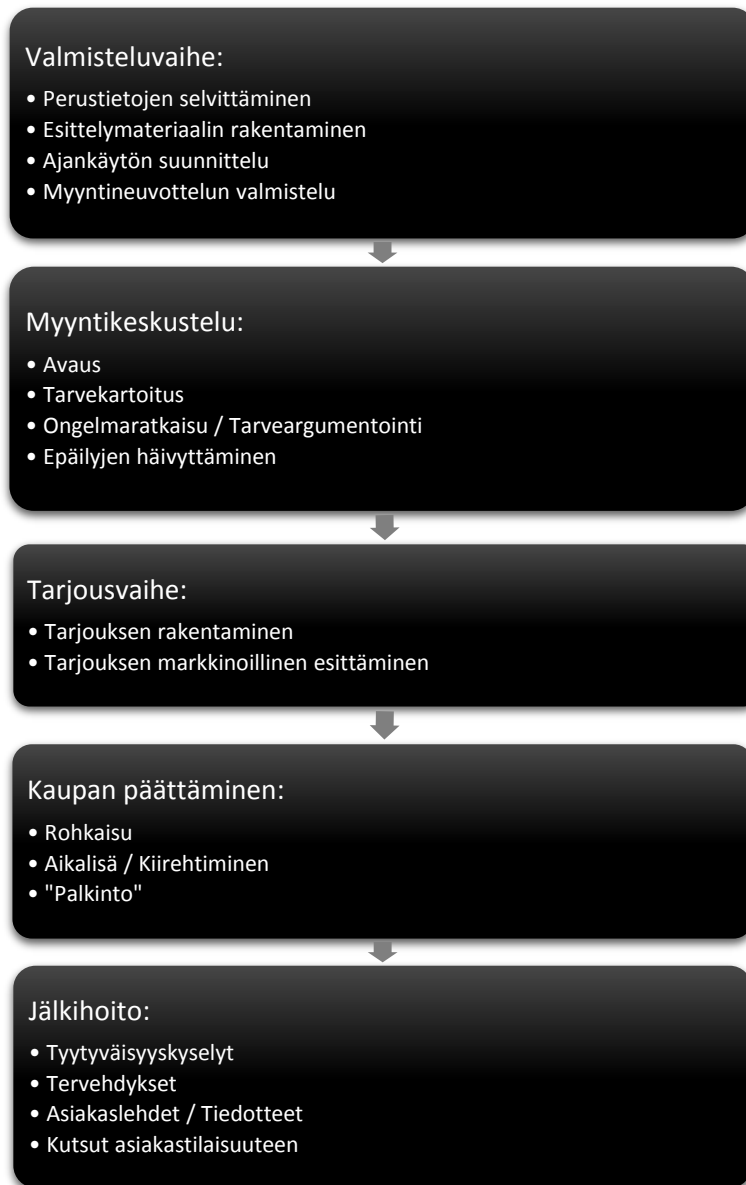 Valmisteluvaihe:
• Perustietojen selvittäminen
• Esittelymateriaalin rakentaminen
• Ajankäytön suunnittelu
• Myyntineuvottelun valmistelu
Myyntikeskustelu:
• Avaus
• Tarvekartoitus
• Ongelmaratkaisu / Tarveargumentointi
• Epäilyjen häivyttäminen
Tarjousvaihe:
• Tarjouksen rakentaminen
• Tarjouksen markkinoillinen esittäminen
Kaupan päättäminen:
• Rohkaisu
• Aikalisä / Kiirehtiminen
• "Palkinto"
Jälkihoito:
• Tyytyväisyyskyselyt
• Tervehdykset
• Asiakaslehdet / Tiedotteet
• Kutsut asiakastilaisuuteen